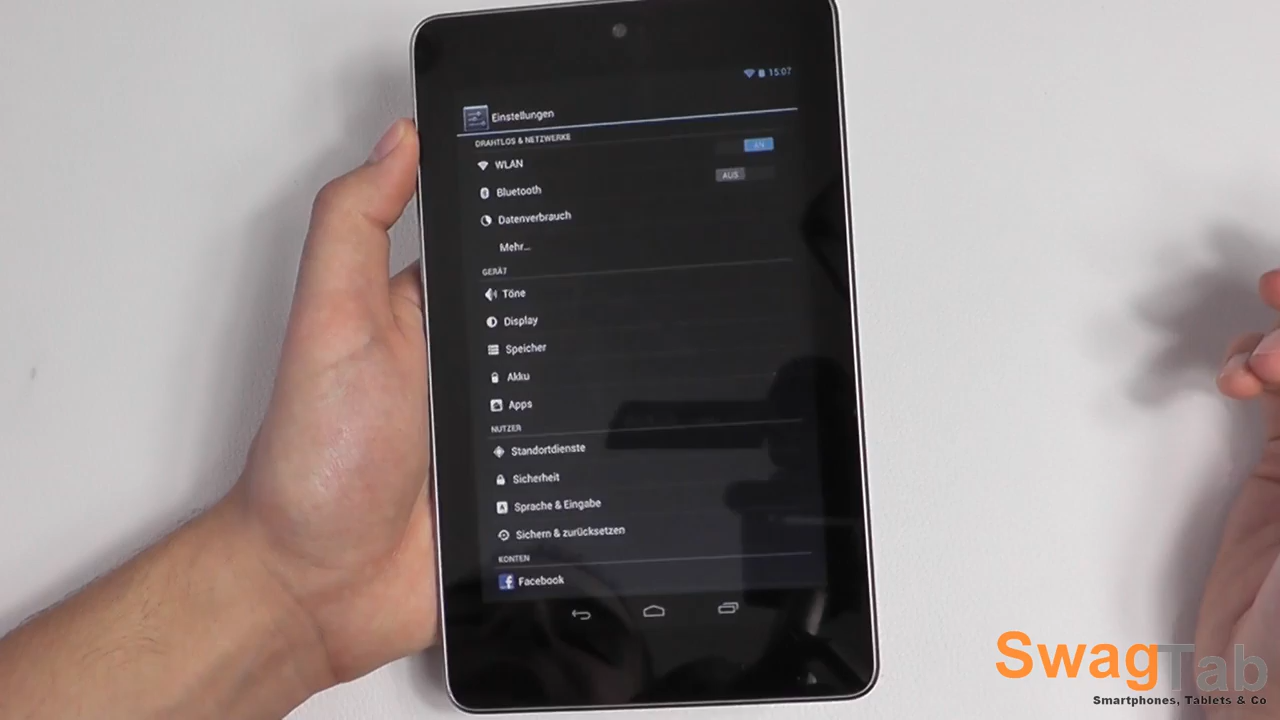 15:07
Einstellungen
DRAHTLOS & NETZWERKE
WLAN AN
Bluetooth AUS
Datenverbrauch
Mehr...
GERÄT
Töne
Display
Speicher
Akku
Apps
NUTZER
Standortdienste
Sicherheit
Sprache & Eingabe
Sichern & zurücksetzen
KONTEN
Facebook
SwagTab
Smartphones, Tablets & Co